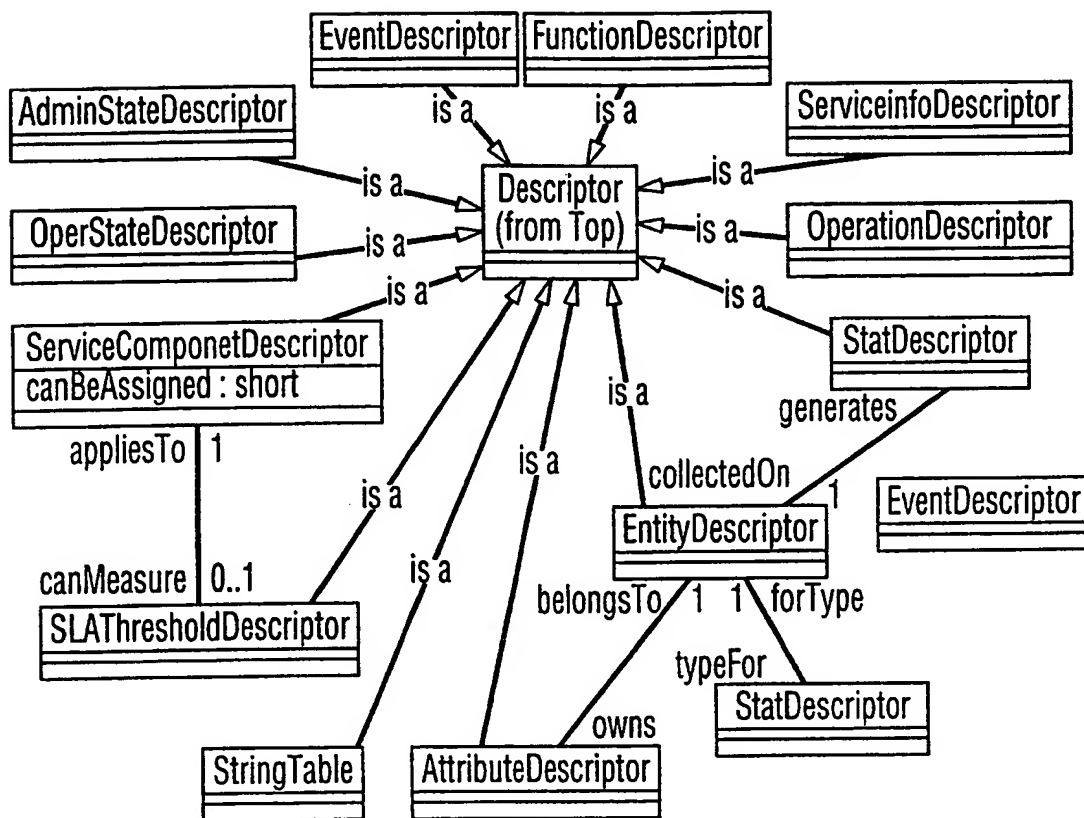 EventDescriptor
FunctionDescriptor
is a
is a
AdminStateDescriptor
ServiceinfoDescriptor
is a
is a
Descriptor
(from Top)
OperStateDescriptor
OperationDescriptor
is a
is a
is a
is a
ServiceComponetDescriptor
canBeAssigned : short
StatDescriptor
generates
is a
appliesTo 1
is a
is a
collectedOn
1
EventDescriptor
EntityDescriptor
is a
canMeasure 0..1
belongsTo 1 1 forType
SLAThresholdDescriptor
typeFor
StatDescriptor
owns
StringTable
AttributeDescriptor